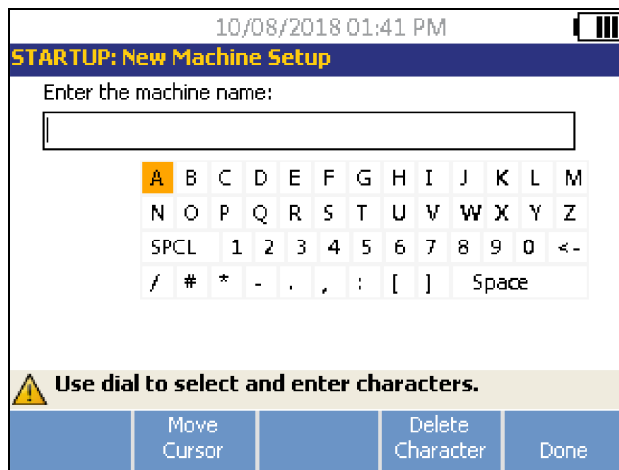 10/08/2018 01:41 PM
STARTUP: New Machine Setup
Enter the machine name:
A B C D E F G H I J K L M
N O P Q R S T U V W X Y Z
SPCL 1 2 3 4 5 6 7 8 9 0 <-
/ # * - . , : [ ] Space
Use dial to select and enter characters.
Move Cursor
Delete Character
Done